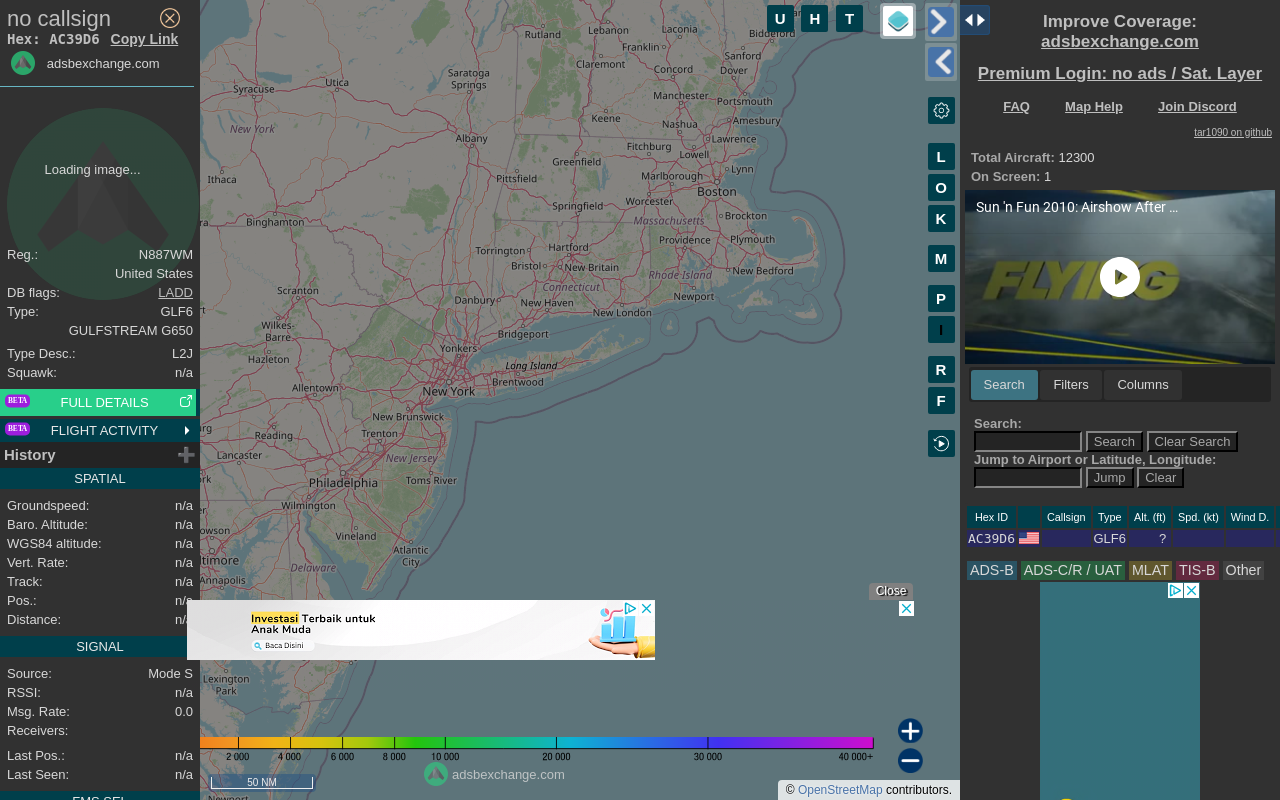 no callsign
Hex: AC39D6 Copy Link
adsbexchange.com
Loading image...
Reg.: N887WM
United States
DB flags: LADD
Type: GLF6
GULFSTREAM G650
Type Desc.: L2J
Squawk: n/a
BETA FULL DETAILS
BETA FLIGHT ACTIVITY
History
SPATIAL
Groundspeed: n/a
Baro. Altitude: n/a
WGS84 altitude: n/a
Vert. Rate: n/a
Track: n/a
Pos.: n/a
Distance: n/
SIGNAL
Source: Mode S
RSSI: n/a
Msg. Rate: 0.0
Receivers:
Last Pos.: n/a
Last Seen: n/a
U H T
L
O
K
M
P
I
R
F
Rutland
Lebanon
Laconia
Biddeford
Franklin
Claremont
Sanford
Concord
Dover
Utica
Saratoga
Springs
Syracuse
Manchester
Portsmouth
Keene
Nashua
Amesbury
New York
Albany
Lawrence
Fitchburg
Lowell
Greenfield
Marlborough
Lynn
Ithaca
Pittsfield
Boston
Worcester
Springfield
Massachusetts
Brockton
Binghamton
Torrington
Hartford
Providence
Plymouth
Bristol
New Britain
Rhode Island
New Bedford
Connecticut
Scranton
Danbury
New Haven
Newport
New London
Wilkes-
Barre
Bridgeport
Hazleton
Yonkers
Long Island
Allentown
New York
Brentwood
New Brunswick
Reading
Trenton
Lancaster
New Jersey
Philadelphia
Toms River
Wilmington
Vineland
Atlantic
City
Annapolis
Delaware
Lexington
Park
Close
Investasi Terbaik untuk
Anak Muda
Baca Disini
2 000 4 000 6 000 8 000 10 000 20 000 30 000 40 000+
50 NM
adsbexchange.com
© OpenStreetMap contributors.
Improve Coverage:
adsbexchange.com
Premium Login: no ads / Sat. Layer
FAQ Map Help Join Discord
tar1090 on github
Total Aircraft: 12300
On Screen: 1
Sun 'n Fun 2010: Airshow After ...
FLYING
Search Filters Columns
Search:
Search Clear Search
Jump to Airport or Latitude, Longitude:
Jump Clear
Hex ID Callsign Type Alt. (ft) Spd. (kt) Wind D.
AC39D6 GLF6 ?
ADS-B ADS-C/R / UAT MLAT TIS-B Other